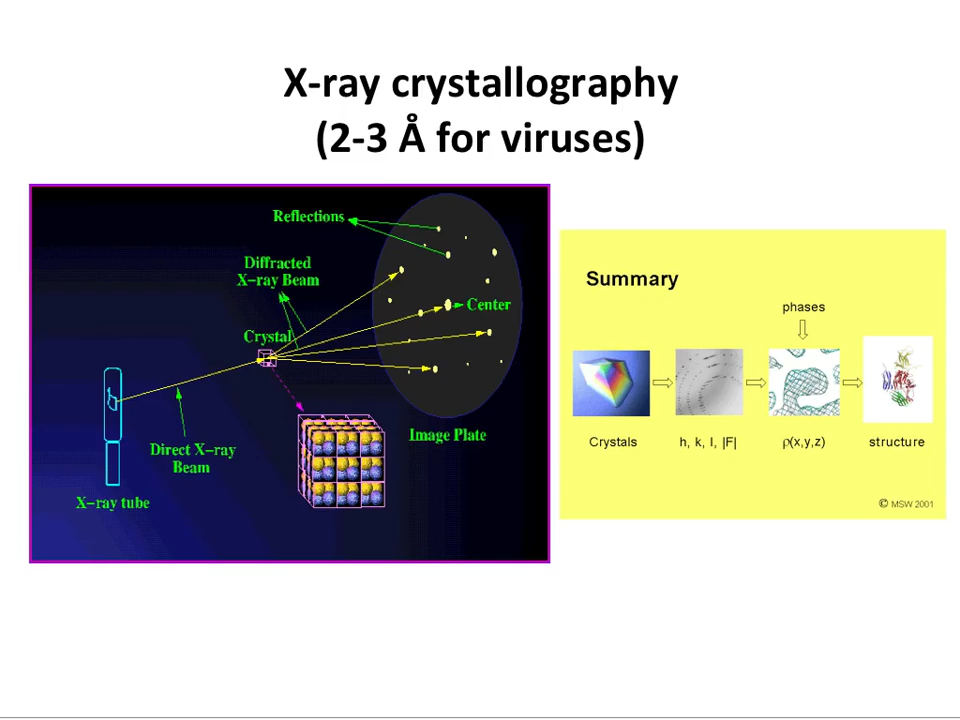 X-ray crystallography
(2-3 Å for viruses)
Reflections
Diffracted
X-ray Beam
Center
Crystal
Image Plate
Direct X-ray
Beam
X-ray tube
Summary
phases
Crystals
h, k, l, |F|
ρ(x,y,z)
structure
© MSW 2001